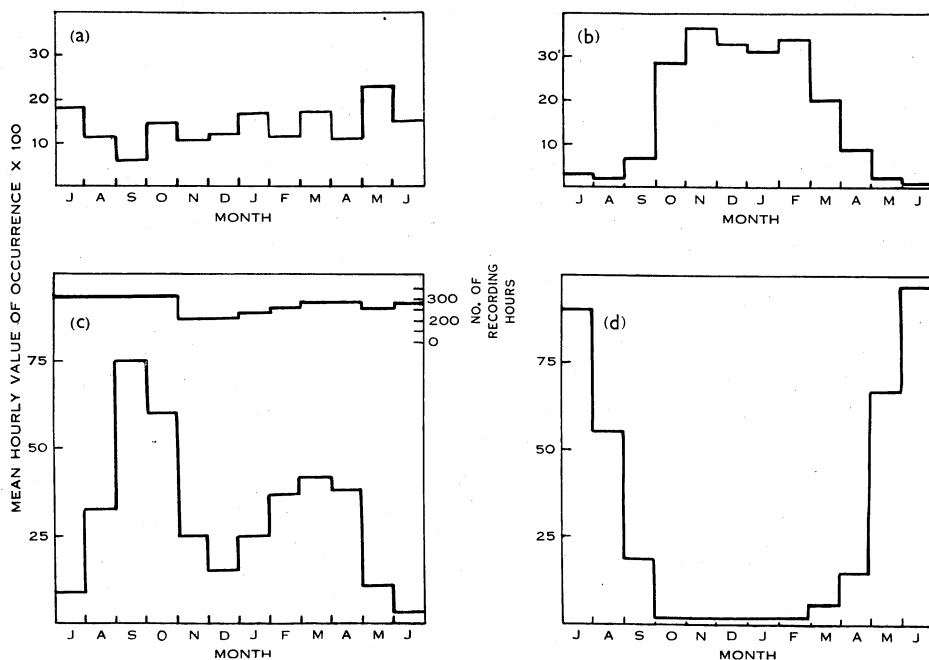 MEAN HOURLY VALUE OF OCCURRENCE X 100
(a)
30
20
10
J A S O N D J F M A M J
MONTH
(b)
30'
20
10
J A S O N D J F M A M J
MONTH
(c)
75
50
25
300
200
0
NO. OF
RECORDING
HOURS
J A S O N D J F M A M J
MONTH
(d)
75
50
25
J A S O N D J F M A M J
MONTH